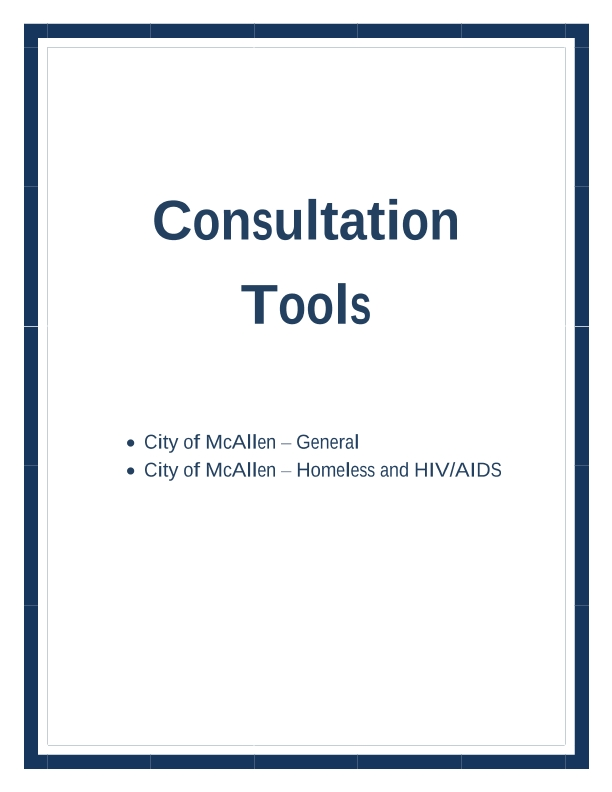 Consultation
Tools
• City of McAllen – General
• City of McAllen – Homeless and HIV/AIDS